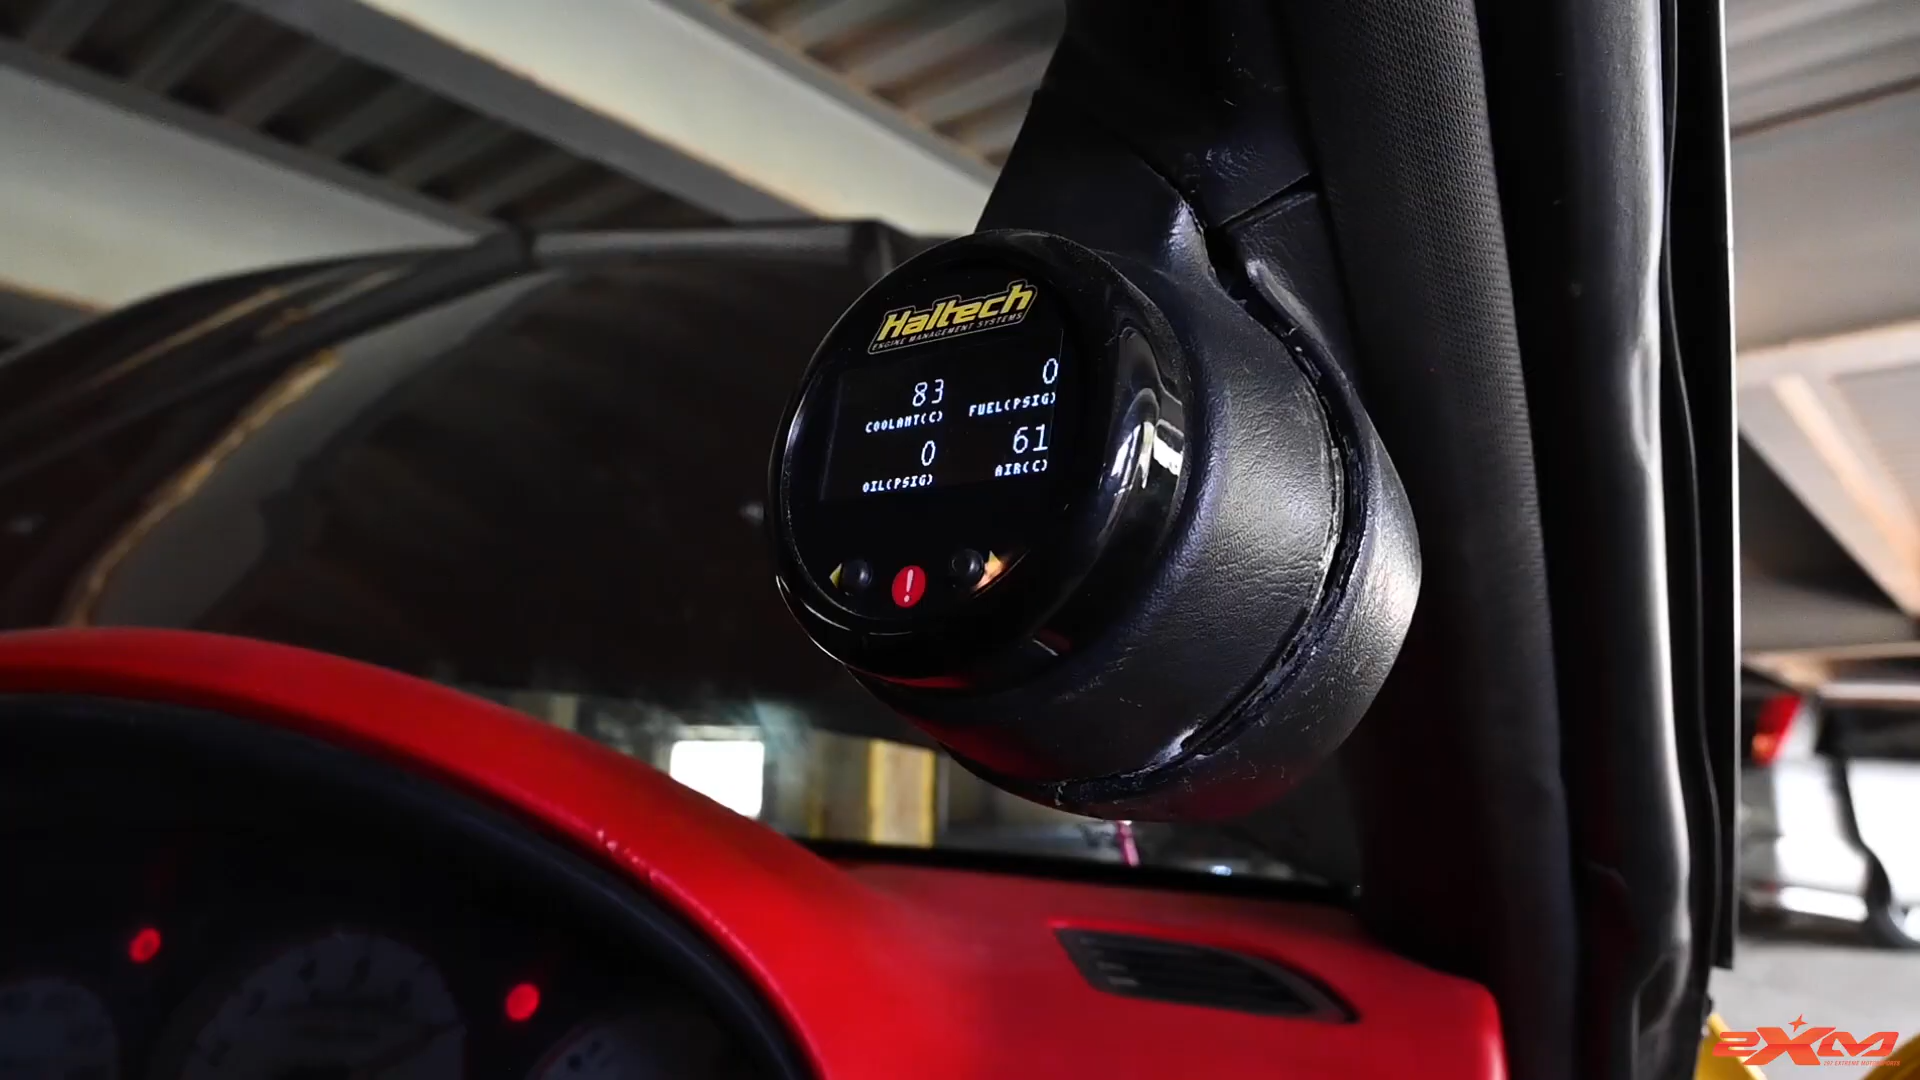 Haltech
ENGINE MANAGEMENT SYSTEMS
83
COOLANT(C)
0
FUEL(PSIG)
0
OIL(PSIG)
61
AIR(C)
!
2XM